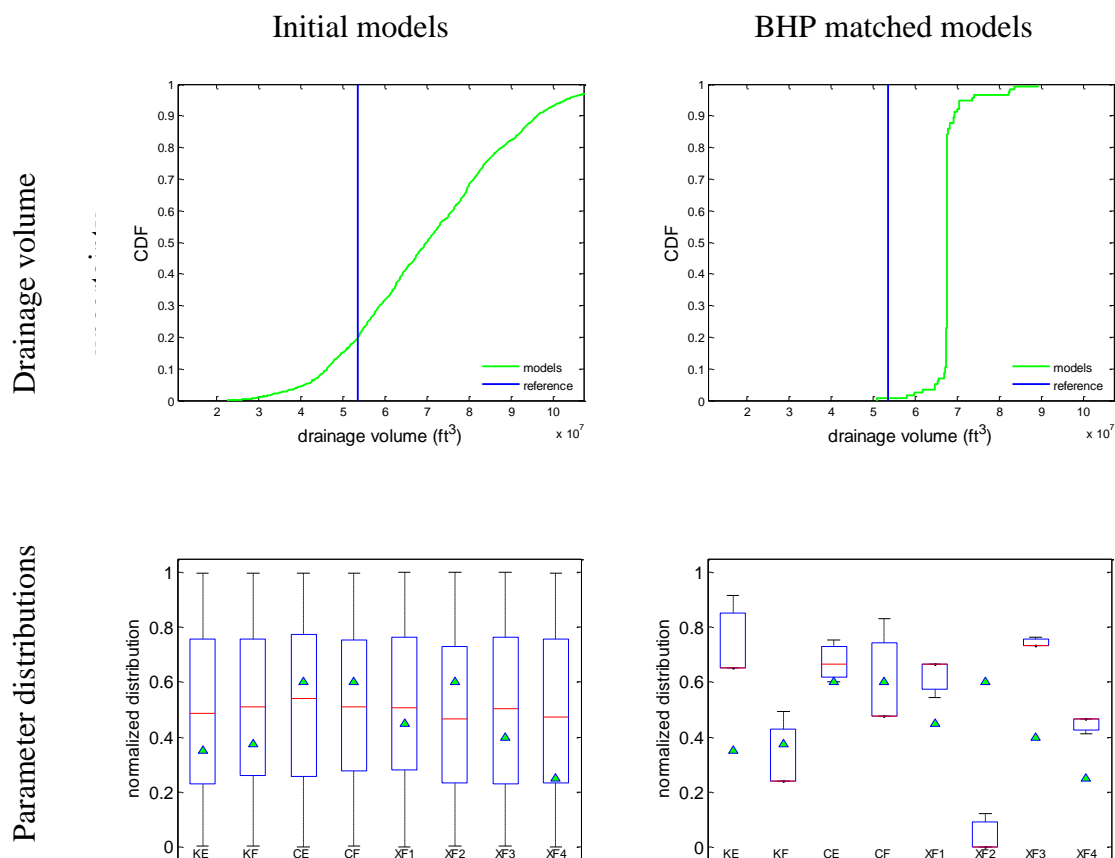 Initial models
BHP matched models
Drainage volume
1
0.9
0.8
0.7
0.6
0.5
0.4
0.3
0.2
0.1
0
CDF
models
reference
2 3 4 5 6 7 8 9 10
x 10^7
drainage volume (ft^3)
1
0.9
0.8
0.7
0.6
0.5
0.4
0.3
0.2
0.1
0
CDF
models
reference
2 3 4 5 6 7 8 9 10
x 10^7
drainage volume (ft^3)
Parameter distributions
1
0.8
0.6
0.4
0.2
0
normalized distribution
KE KF CE CF XF1 XF2 XF3 XF4
1
0.8
0.6
0.4
0.2
0
normalized distribution
KE KF CE CF XF1 XF2 XF3 XF4